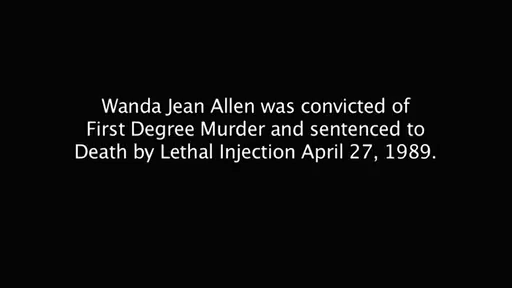 Wanda Jean Allen was convicted of
First Degree Murder and sentenced to
Death by Lethal Injection April 27, 1989.